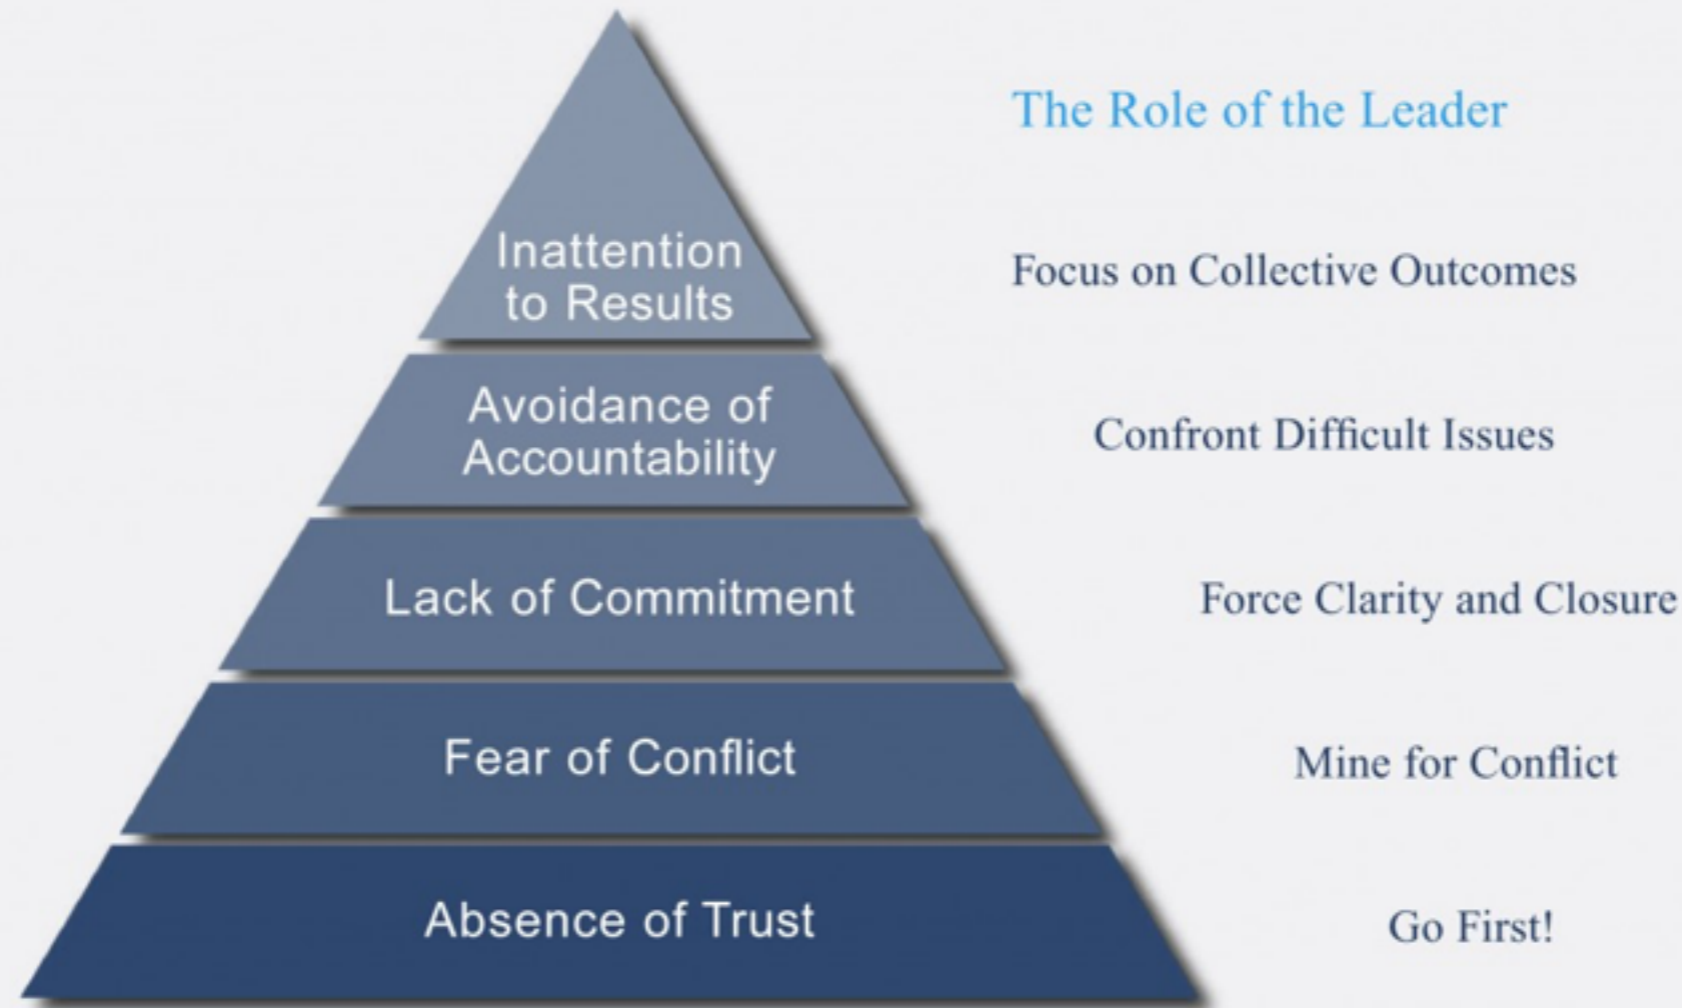 The Role of the Leader
Inattention
to Results
Focus on Collective Outcomes
Avoidance of
Accountability
Confront Difficult Issues
Lack of Commitment
Force Clarity and Closure
Fear of Conflict
Mine for Conflict
Absence of Trust
Go First!